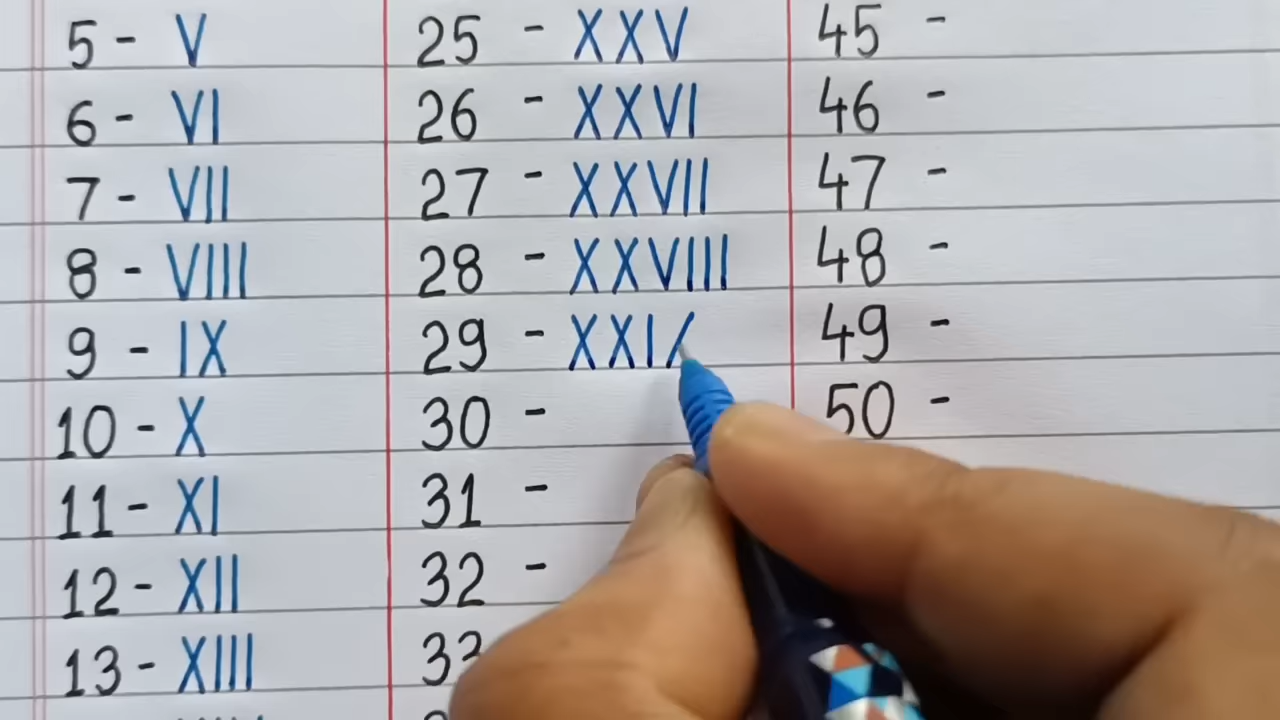 5 - V
6 - VI
7 - VII
8 - VIII
9 - IX
10 - X
11 - XI
12 - XII
13 - XIII
25 - XXV
26 - XXVI
27 - XXVII
28 - XXVIII
29 - XXI/
30 -
31 -
32 -
33
45 -
46 -
47 -
48 -
49 -
50 -